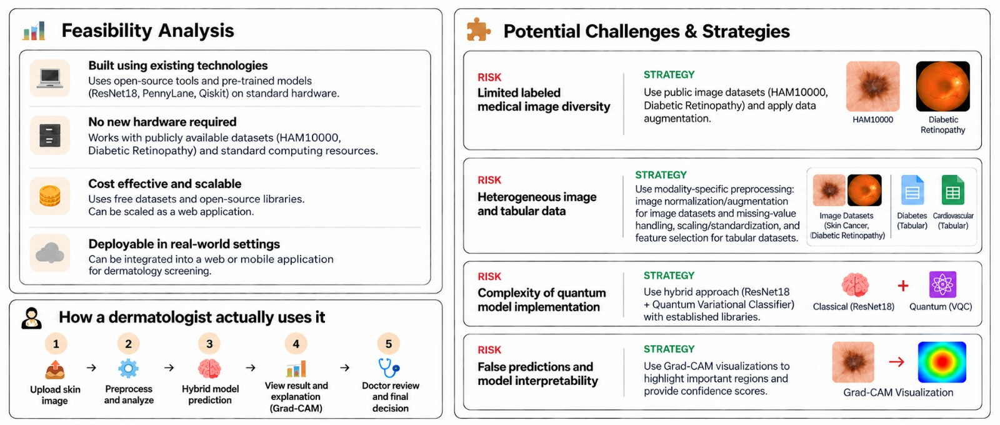 Feasibility Analysis
Built using existing technologies
Uses open-source tools and pre-trained models
(ResNet18, PennyLane, Qiskit) on standard hardware.
No new hardware required
Works with publicly available datasets (HAM10000,
Diabetic Retinopathy) and standard computing resources.
Cost effective and scalable
Uses free datasets and open-source libraries.
Can be scaled as a web application.
Deployable in real-world settings
Can be integrated into a web or mobile application
for dermatology screening.
How a dermatologist actually uses it
1
Upload skin
image
2
Preprocess
and analyze
3
Hybrid model
prediction
4
View result and
explanation
(Grad-CAM)
5
Doctor review
and final
decision
Potential Challenges & Strategies
RISK
Limited labeled
medical image diversity
STRATEGY
Use public image datasets (HAM10000,
Diabetic Retinopathy) and apply data
augmentation.
HAM10000
Diabetic
Retinopathy
RISK
Heterogeneous image
and tabular data
STRATEGY
Use modality-specific preprocessing:
image normalization/augmentation
for image datasets and missing-value
handling, scaling/standardization, and
feature selection for tabular datasets.
Image Datasets
(Skin Cancer,
(Diabetic Retinopathy)
Diabetes
(Tabular)
Cardiovascular
(Tabular)
RISK
Complexity of quantum
model implementation
STRATEGY
Use hybrid approach (ResNet18
+ Quantum Variational Classifier)
with established libraries.
Classical (ResNet18)
+
Quantum (VQC)
RISK
False predictions and
model interpretability
STRATEGY
Use Grad-CAM visualizations to
highlight important regions and
provide confidence scores.
Grad-CAM Visualization